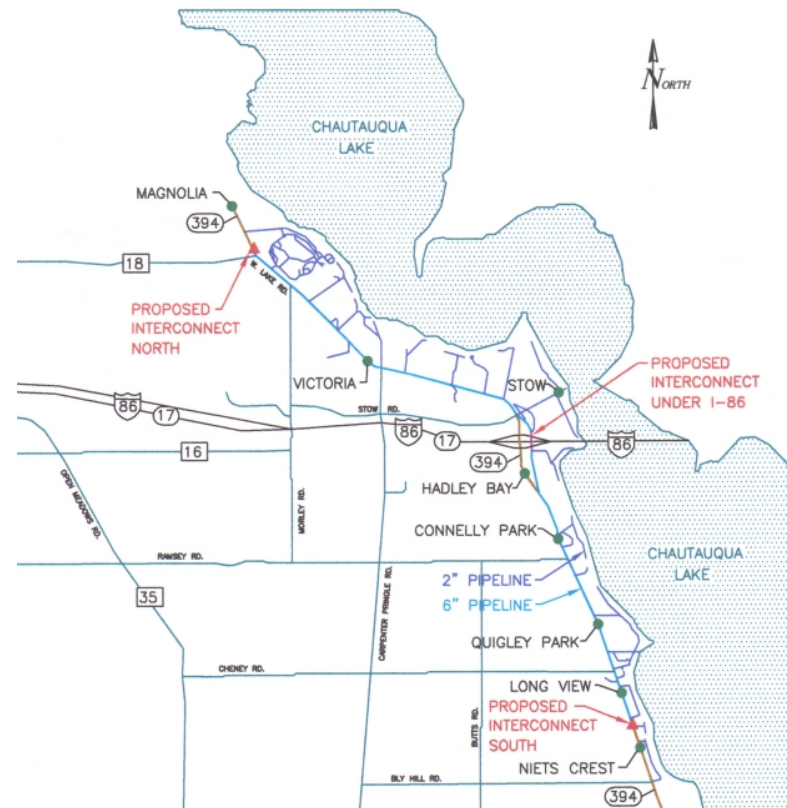 NORTH
CHAUTAUQUA
LAKE
MAGNOLIA
394
18
W. LAKE RD.
PROPOSED
INTERCONNECT
NORTH
VICTORIA
STOW
PROPOSED
INTERCONNECT
UNDER I-86
86
17
STOW RD.
86
17
86
16
394
HADLEY BAY
OPEN MEADOWS RD.
MORLEY RD.
CONNELLY PARK
CHAUTAUQUA
LAKE
RAMSEY RD.
2" PIPELINE
6" PIPELINE
35
CARPENTER PRINGLE RD.
QUIGLEY PARK
CHENEY RD.
LONG VIEW
PROPOSED
INTERCONNECT
SOUTH
BUTTS RD.
NIETS CREST
BLY HILL RD.
394